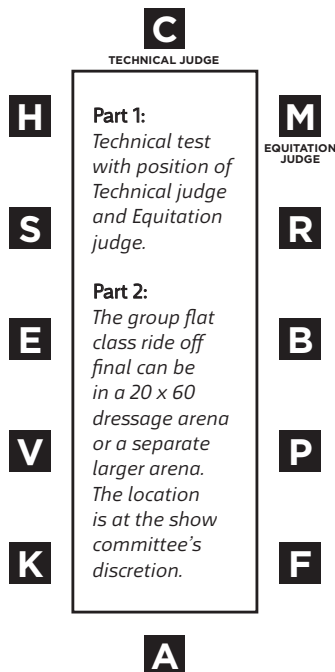 C
TECHNICAL JUDGE
H
M
EQUITATION
JUDGE
S
R
E
B
V
P
K
F
A
Part 1:
Technical test
with position of
Technical judge
and Equitation
judge.
Part 2:
The group flat
class ride off
final can be
in a 20 x 60
dressage arena
or a separate
larger arena.
The location
is at the show
committee's
discretion.